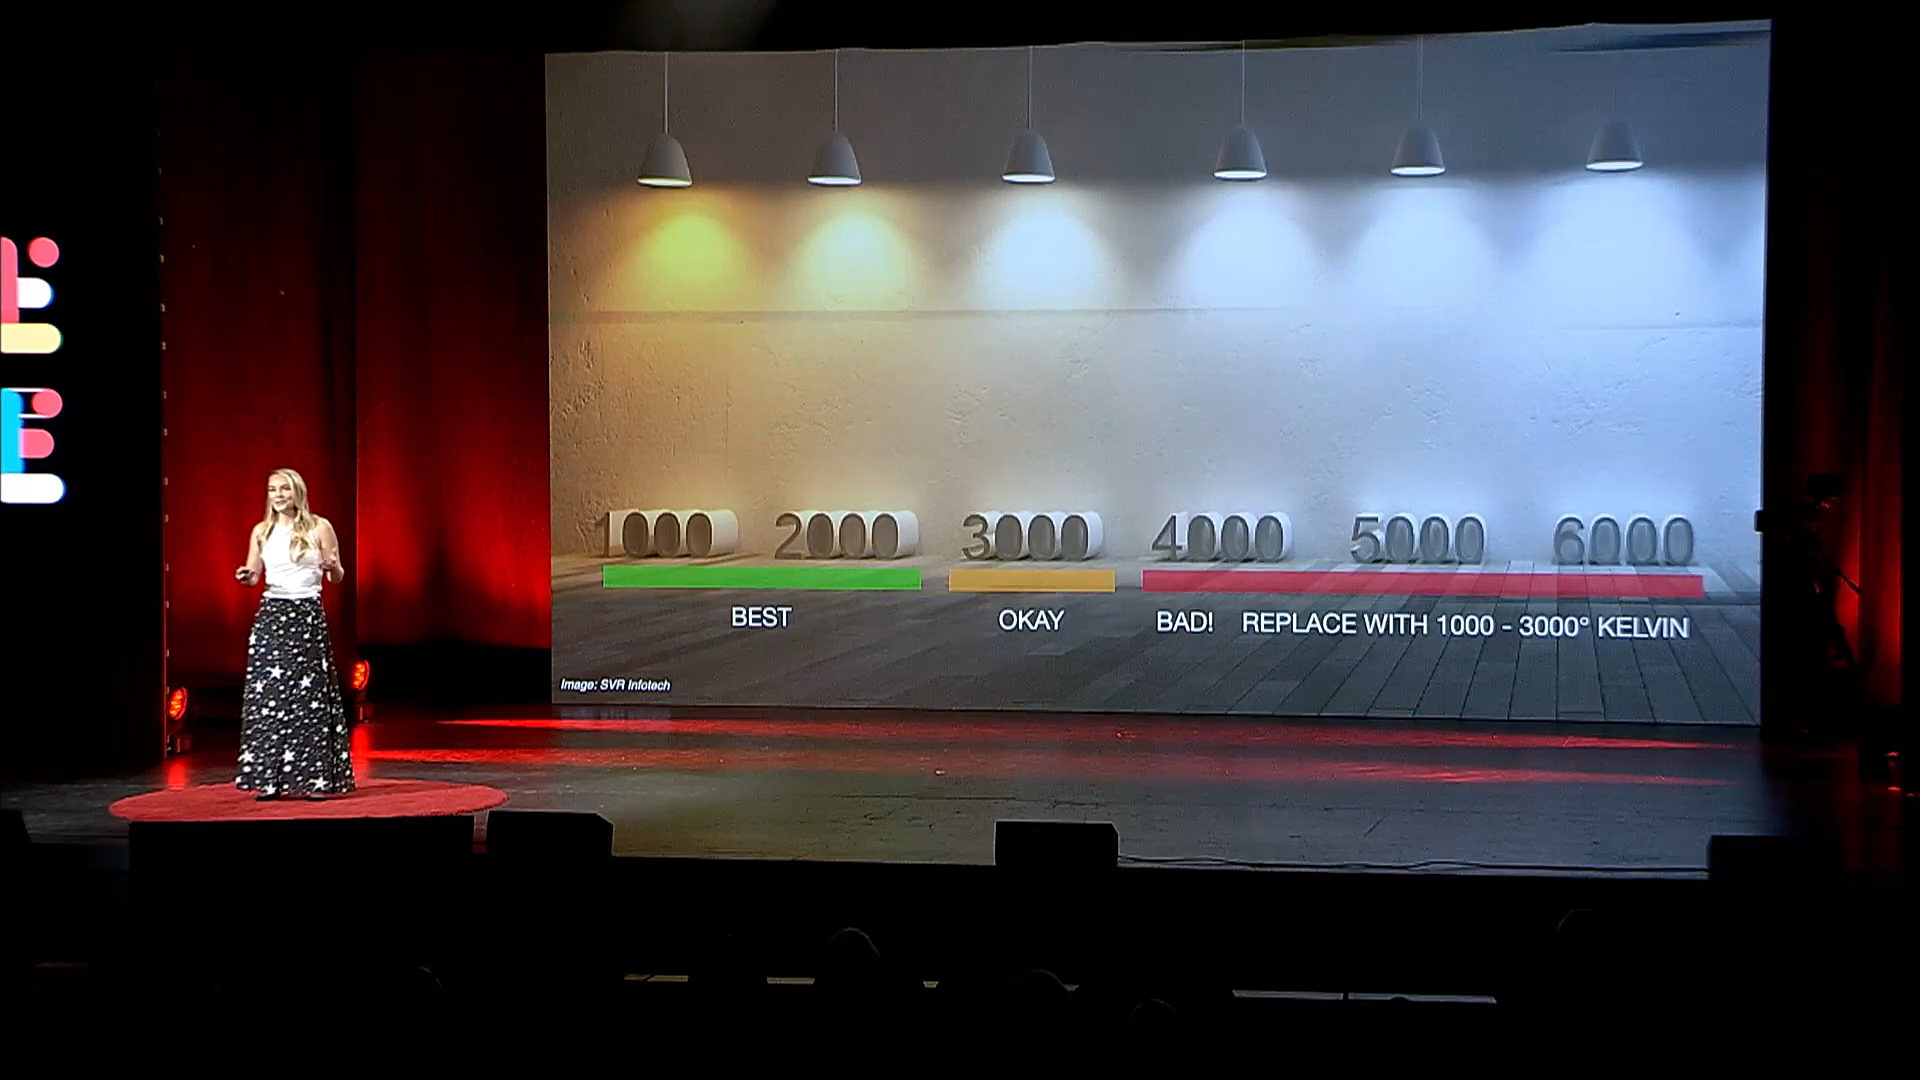 1000 2000 3000 4000 5000 6000
BEST OKAY BAD! REPLACE WITH 1000 - 3000° KELVIN
Image: SVR Infotech